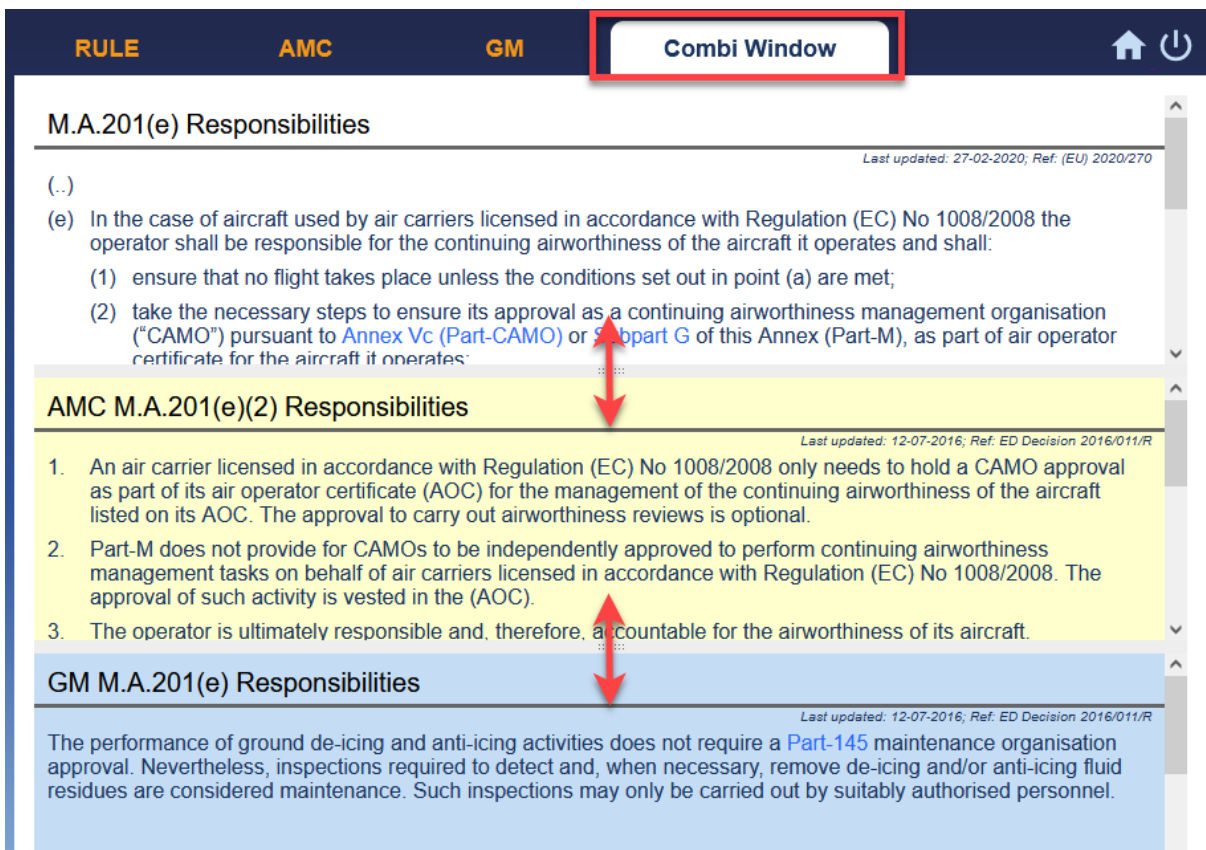 RULE AMC GM Combi Window
M.A.201(e) Responsibilities
Last updated: 27-02-2020; Ref: (EU) 2020/270
(..)
(e) In the case of aircraft used by air carriers licensed in accordance with Regulation (EC) No 1008/2008 the
operator shall be responsible for the continuing airworthiness of the aircraft it operates and shall:
(1) ensure that no flight takes place unless the conditions set out in point (a) are met;
(2) take the necessary steps to ensure its approval as a continuing airworthiness management organisation
("CAMO") pursuant to Annex Vc (Part-CAMO) or Subpart G of this Annex (Part-M), as part of air operator
certificate for the aircraft it operates;
AMC M.A.201(e)(2) Responsibilities
Last updated: 12-07-2016; Ref: ED Decision 2016/011/R
1. An air carrier licensed in accordance with Regulation (EC) No 1008/2008 only needs to hold a CAMO approval
as part of its air operator certificate (AOC) for the management of the continuing airworthiness of the aircraft
listed on its AOC. The approval to carry out airworthiness reviews is optional.
2. Part-M does not provide for CAMOs to be independently approved to perform continuing airworthiness
management tasks on behalf of air carriers licensed in accordance with Regulation (EC) No 1008/2008. The
approval of such activity is vested in the (AOC).
3. The operator is ultimately responsible and, therefore, accountable for the airworthiness of its aircraft.
GM M.A.201(e) Responsibilities
Last updated: 12-07-2016; Ref: ED Decision 2016/011/R
The performance of ground de-icing and anti-icing activities does not require a Part-145 maintenance organisation
approval. Nevertheless, inspections required to detect and, when necessary, remove de-icing and/or anti-icing fluid
residues are considered maintenance. Such inspections may only be carried out by suitably authorised personnel.